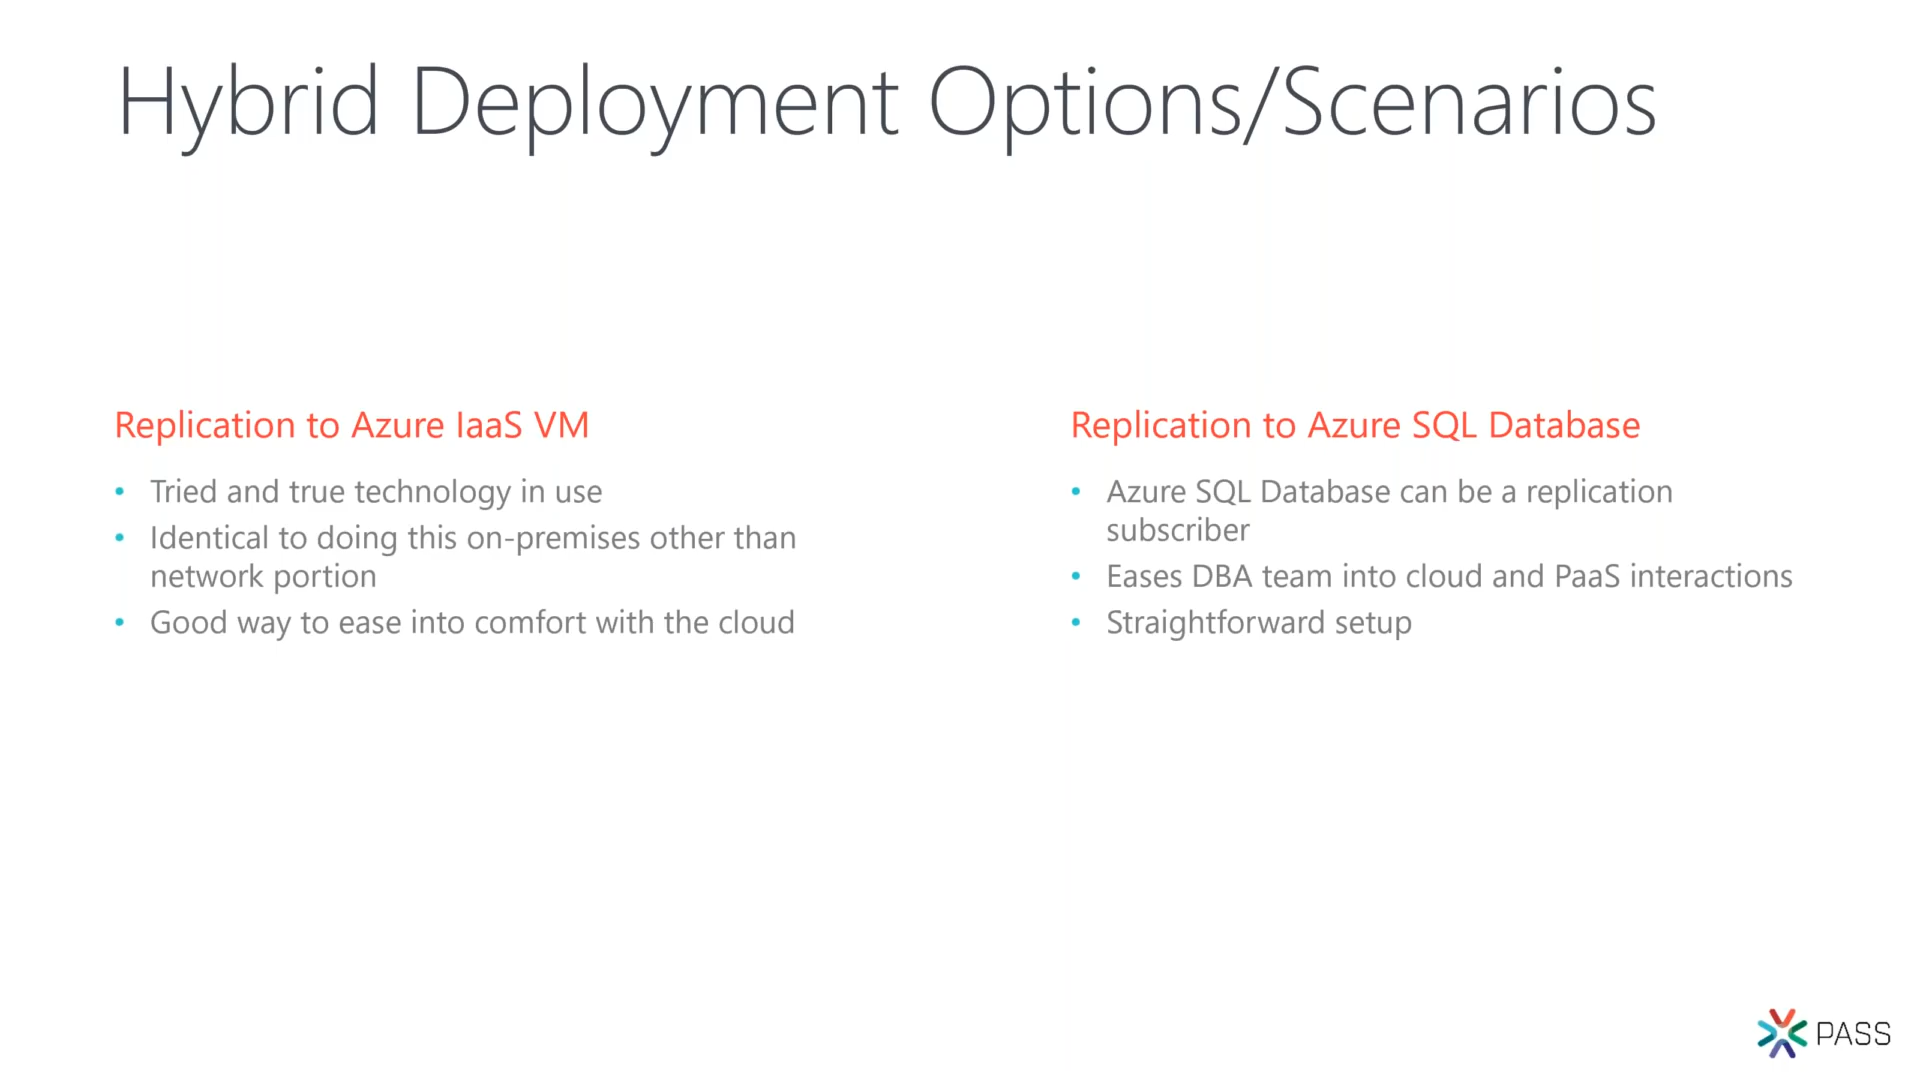 Hybrid Deployment Options/Scenarios
Replication to Azure IaaS VM
• Tried and true technology in use
• Identical to doing this on-premises other than
network portion
• Good way to ease into comfort with the cloud
Replication to Azure SQL Database
• Azure SQL Database can be a replication
subscriber
• Eases DBA team into cloud and PaaS interactions
• Straightforward setup
PASS